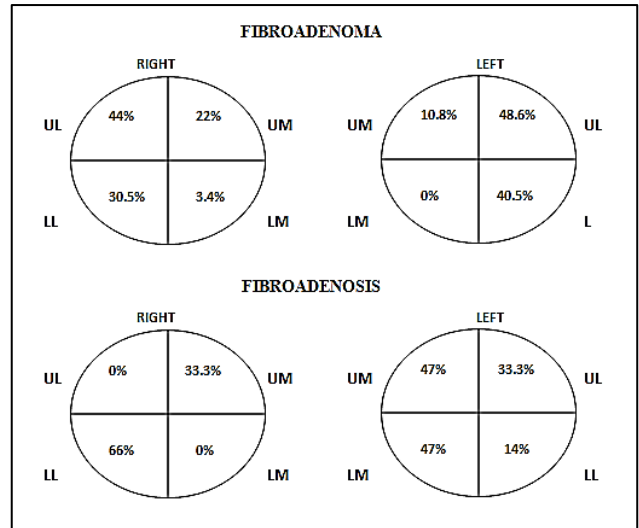 FIBROADENOMA
RIGHT LEFT
44% 22% 10.8% 48.6%
UL UM UM UL
30.5% 3.4% 0% 40.5%
LL LM LM L
FIBROADENOSIS
RIGHT LEFT
0% 33.3% 47% 33.3%
UL UM UM UL
66% 0% 47% 14%
LL LM LM LL